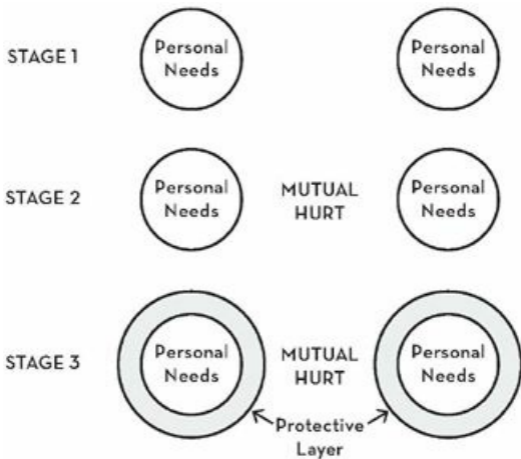 STAGE 1
Personal
Needs
Personal
Needs
STAGE 2
Personal
Needs
MUTUAL
HURT
Personal
Needs
STAGE 3
Personal
Needs
MUTUAL
HURT
Personal
Needs
Protective
Layer